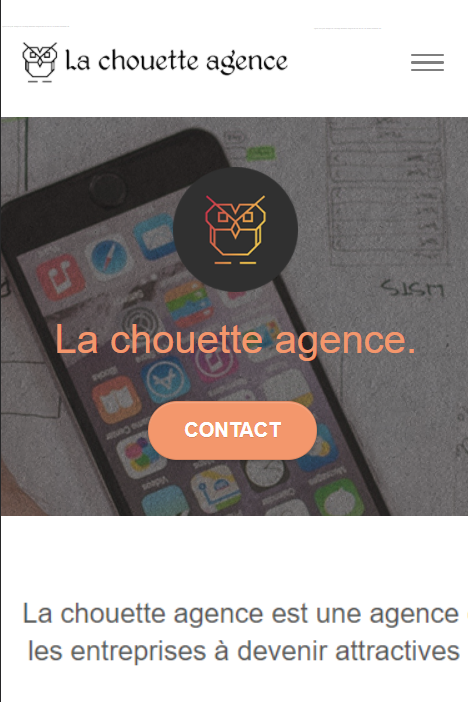 La chouette agence
La chouette agence.
CONTACT
La chouette agence est une agence
les entreprises à devenir attractives